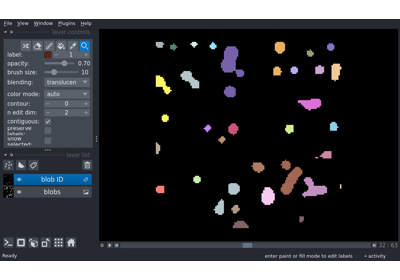 File View Window Plugins Help
layer controls
label: 1
opacity: 0.70
brush size: 10
blending: translucen
color mode: auto
contour: 0
n edit dim: 2
contiguous:
preserve labels:
show selected:
layer list
blob ID
blobs
0 32 63
Ready enter paint or fill mode to edit labels activity